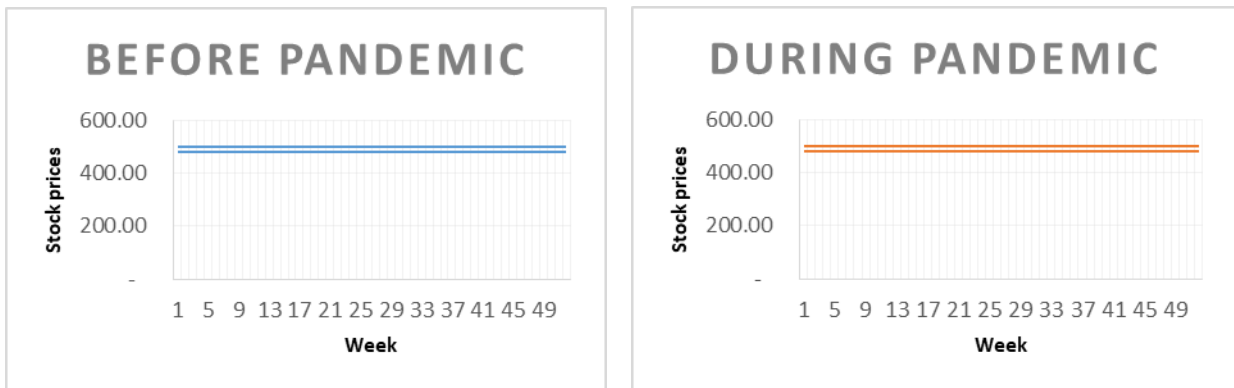 BEFORE PANDEMIC
600.00
400.00
200.00
-
Stock prices
1 5 9 13 17 21 25 29 33 37 41 45 49
Week
DURING PANDEMIC
600.00
400.00
200.00
-
Stock prices
1 5 9 13 17 21 25 29 33 37 41 45 49
Week